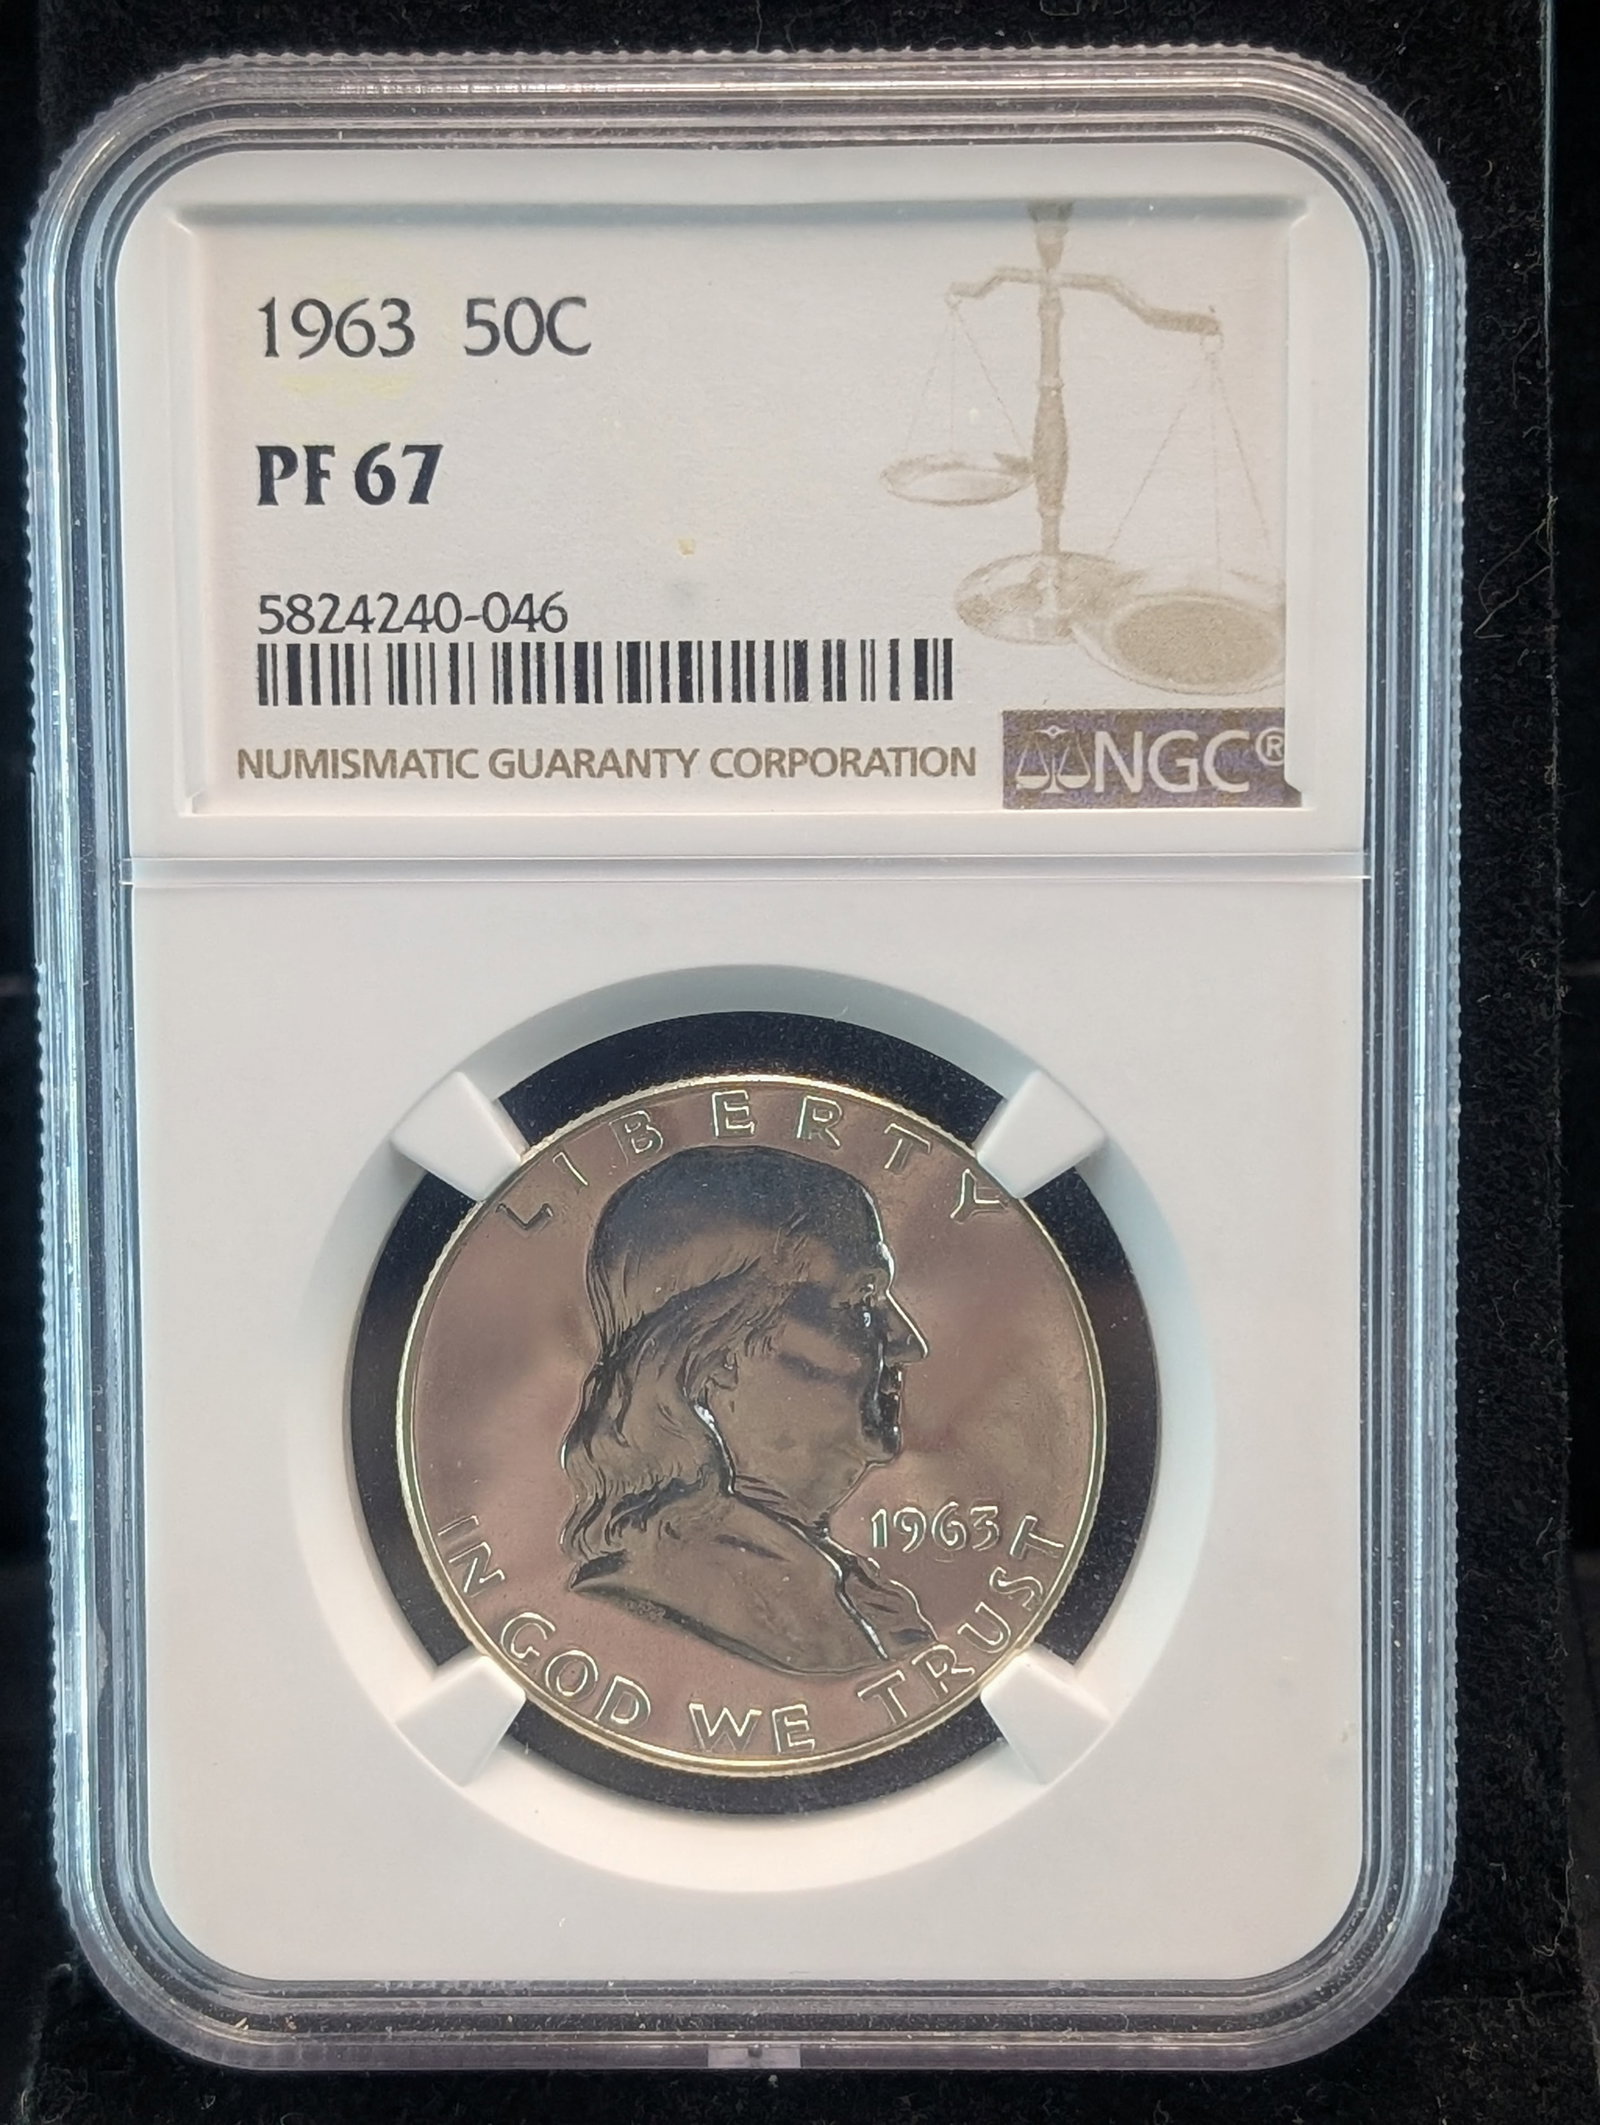 1963 50C
PF 67
5824240-046
NUMISMATIC GUARANTY CORPORATION
NGC®
LIBERTY
1963
IN GOD WE TRUST